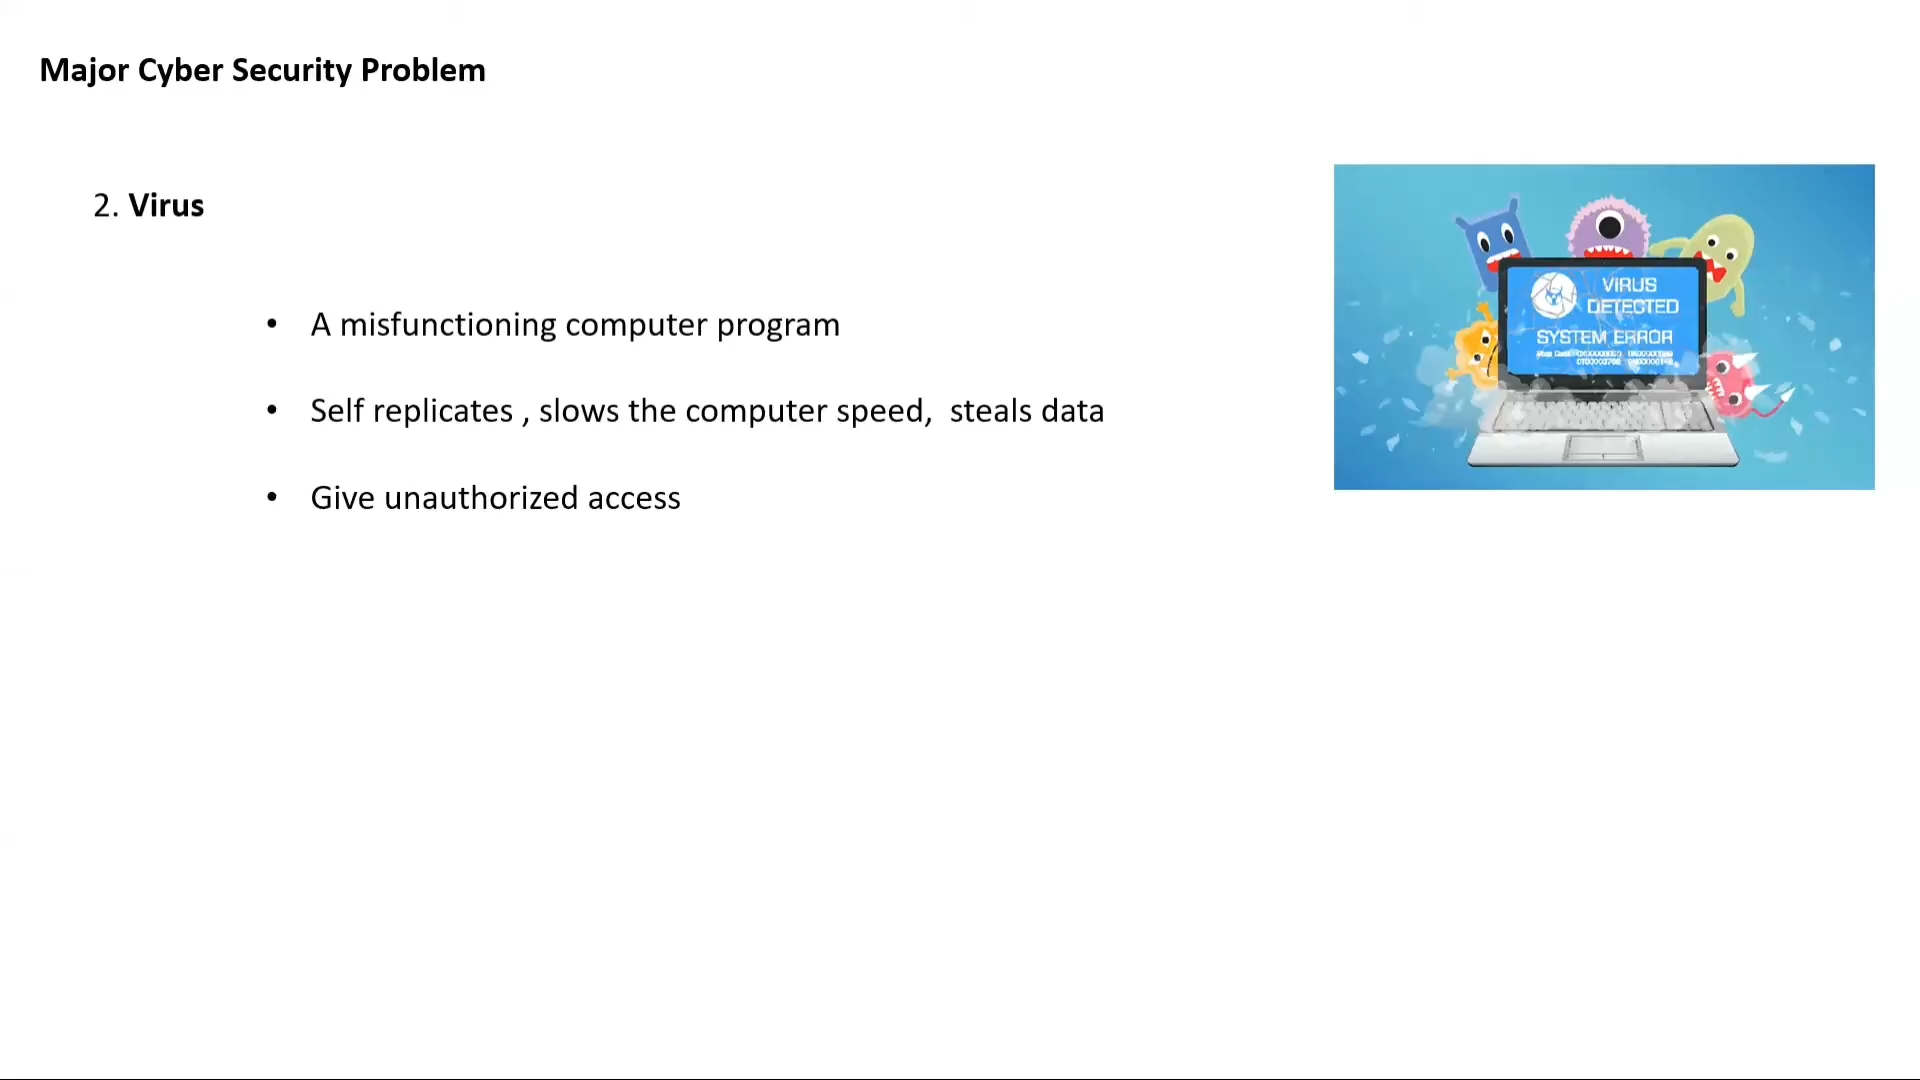 Major Cyber Security Problem
2. Virus
• A misfunctioning computer program
• Self replicates , slows the computer speed,  steals data
• Give unauthorized access
VIRUS
DETECTED
SYSTEM ERROR